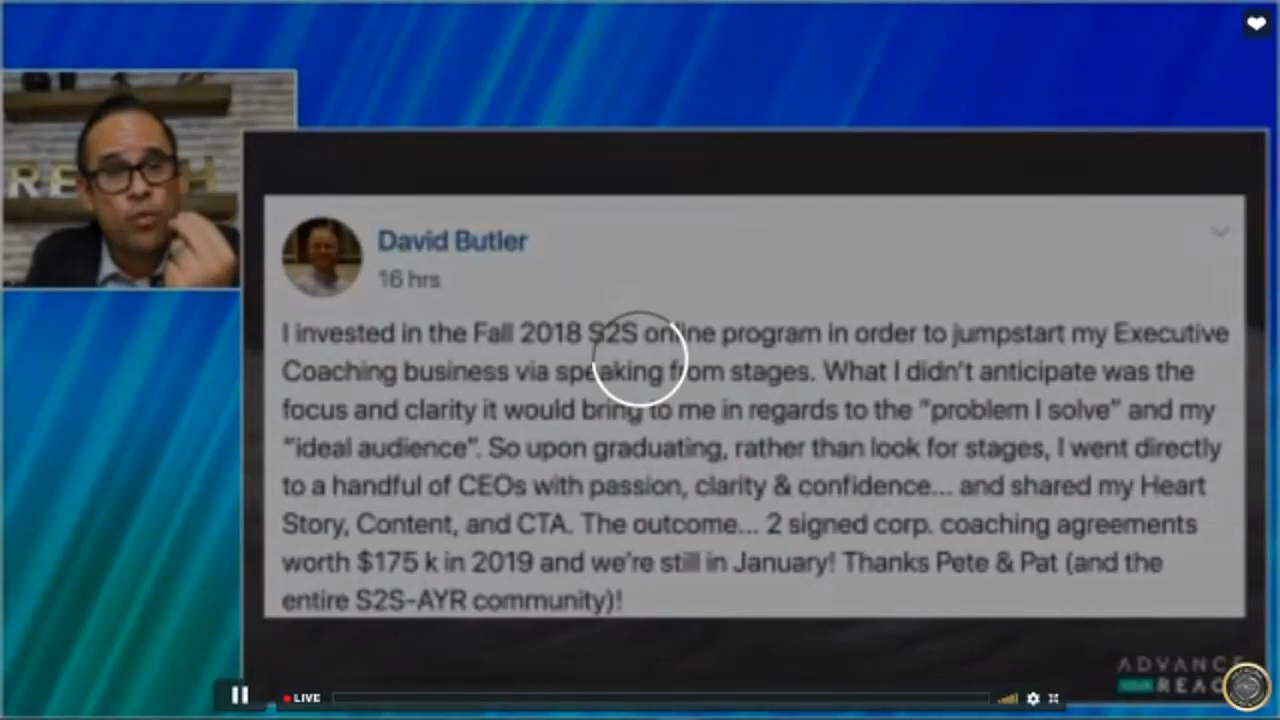 RE H
David Butler
16 hrs
I invested in the Fall 2018 S2S online program in order to jumpstart my Executive
Coaching business via speaking from stages. What I didn't anticipate was the
focus and clarity it would bring to me in regards to the "problem I solve" and my
"ideal audience". So upon graduating, rather than look for stages, I went directly
to a handful of CEOs with passion, clarity & confidence... and shared my Heart
Story, Content, and CTA. The outcome... 2 signed corp. coaching agreements
worth $175 k in 2019 and we're still in January! Thanks Pete & Pat (and the
entire S2S-AYR community)!
ADVANCE
REAC
LIVE